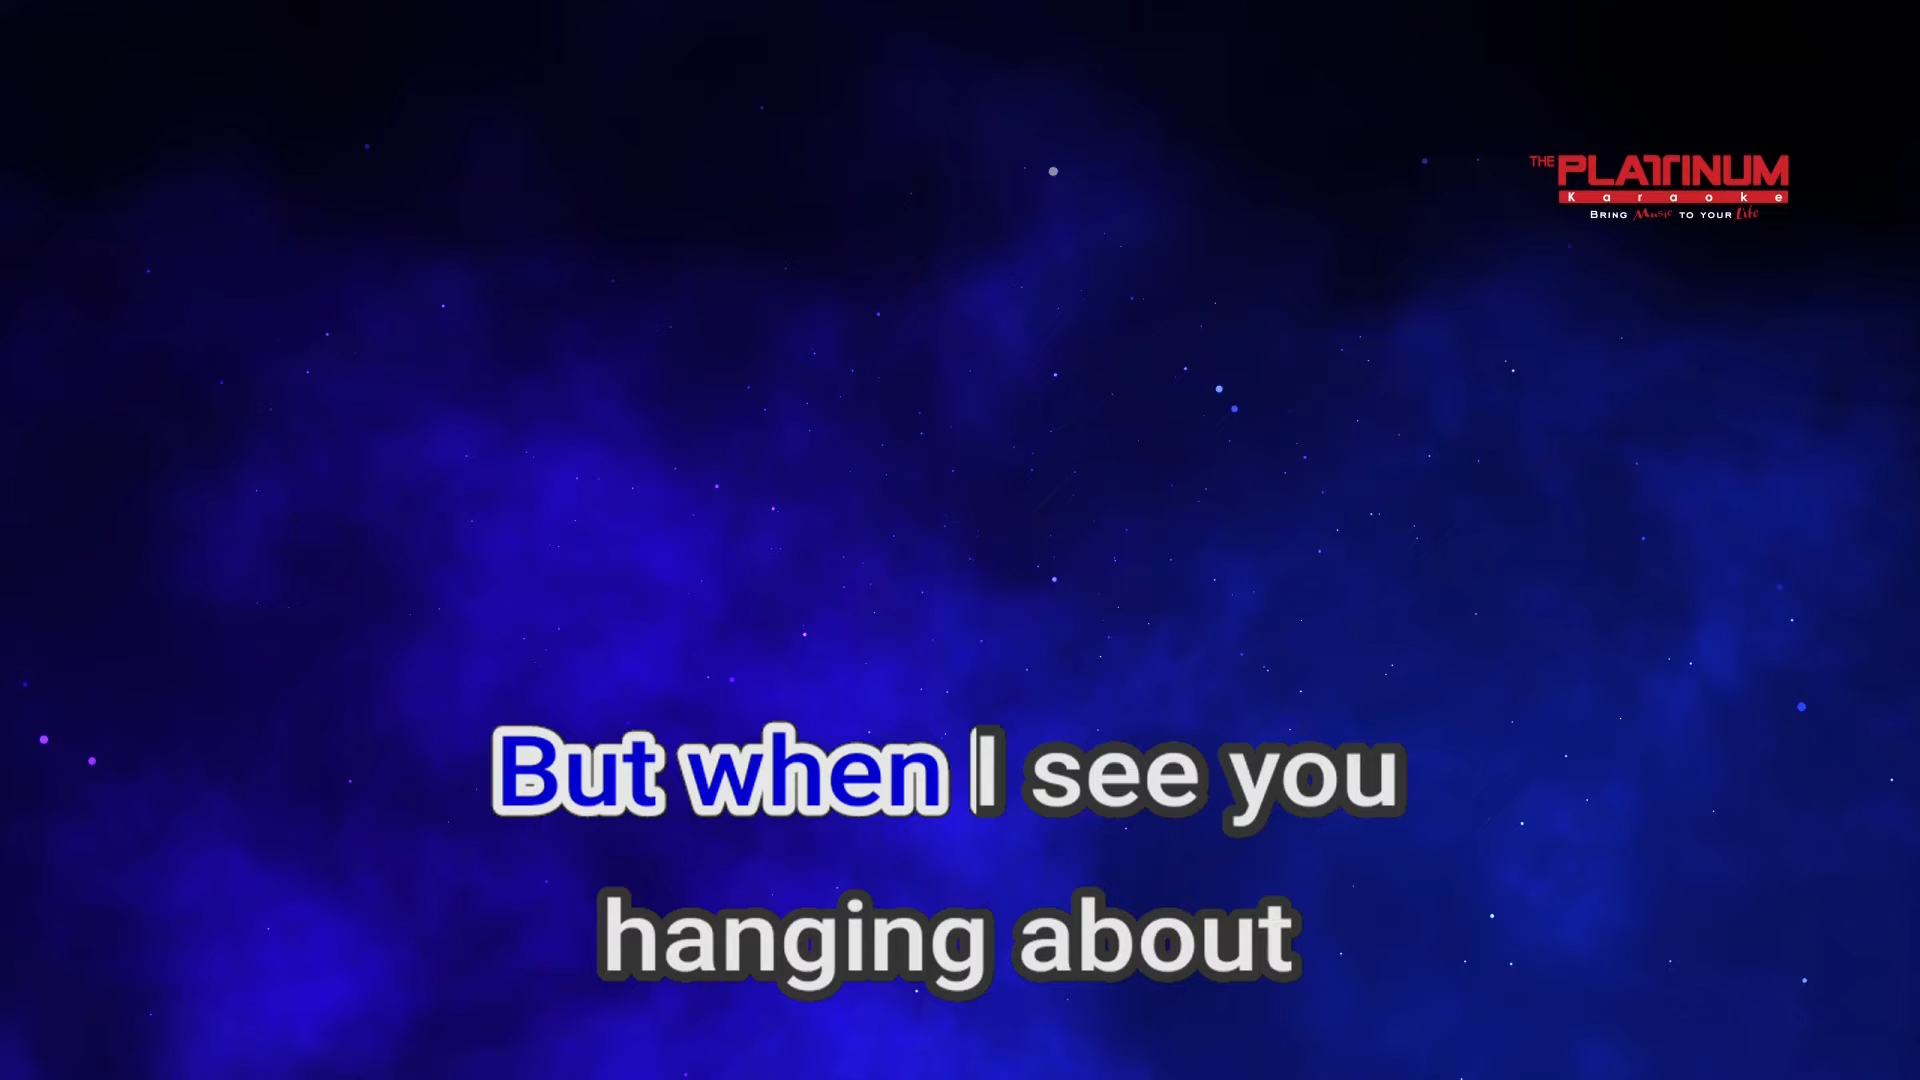 THE PLATINUM
Karaoke
BRING Music TO YOUR Life
But when I see you
hanging about